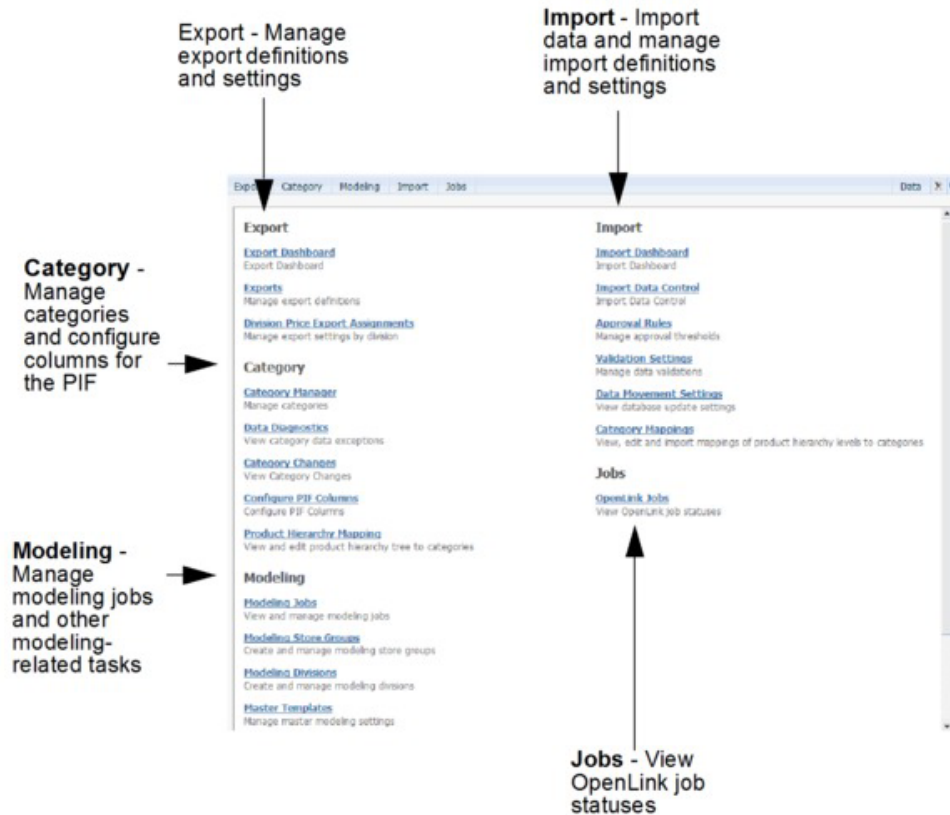 Export - Manage
export definitions
and settings
Import - Import
data and manage
import definitions
and settings
Category -
Manage
categories
and configure
columns for
the PIF
Modeling -
Manage
modeling jobs
and other
modeling-
related tasks
Category Modeling Import Jobs Data
Export
Export Dashboard
Export Dashboard
Exports
Manage export definitions
Division Price Export Assignments
Manage export settings by division
Category
Category Manager
Manage categories
Data Diagnostics
View category data exceptions
Category Changes
View Category Changes
Configure PIF Columns
Configure PIF Columns
Product Hierarchy Mapping
View and edit product hierarchy tree to categories
Modeling
Modeling Jobs
View and manage modeling jobs
Modeling Store Groups
Create and manage modeling store groups
Modeling Divisions
Create and manage modeling divisions
Master Templates
Manage master modeling settings
Import
Import Dashboard
Import Dashboard
Import Data Control
Import Data Control
Approval Rules
Manage approval thresholds
Validation Settings
Manage data validations
Data Movement Settings
View database update settings
Category Mappings
View, edit and import mappings of product hierarchy levels to categories
Jobs
OpenLink Jobs
View OpenLink job statuses
Jobs - View
OpenLink job
statuses